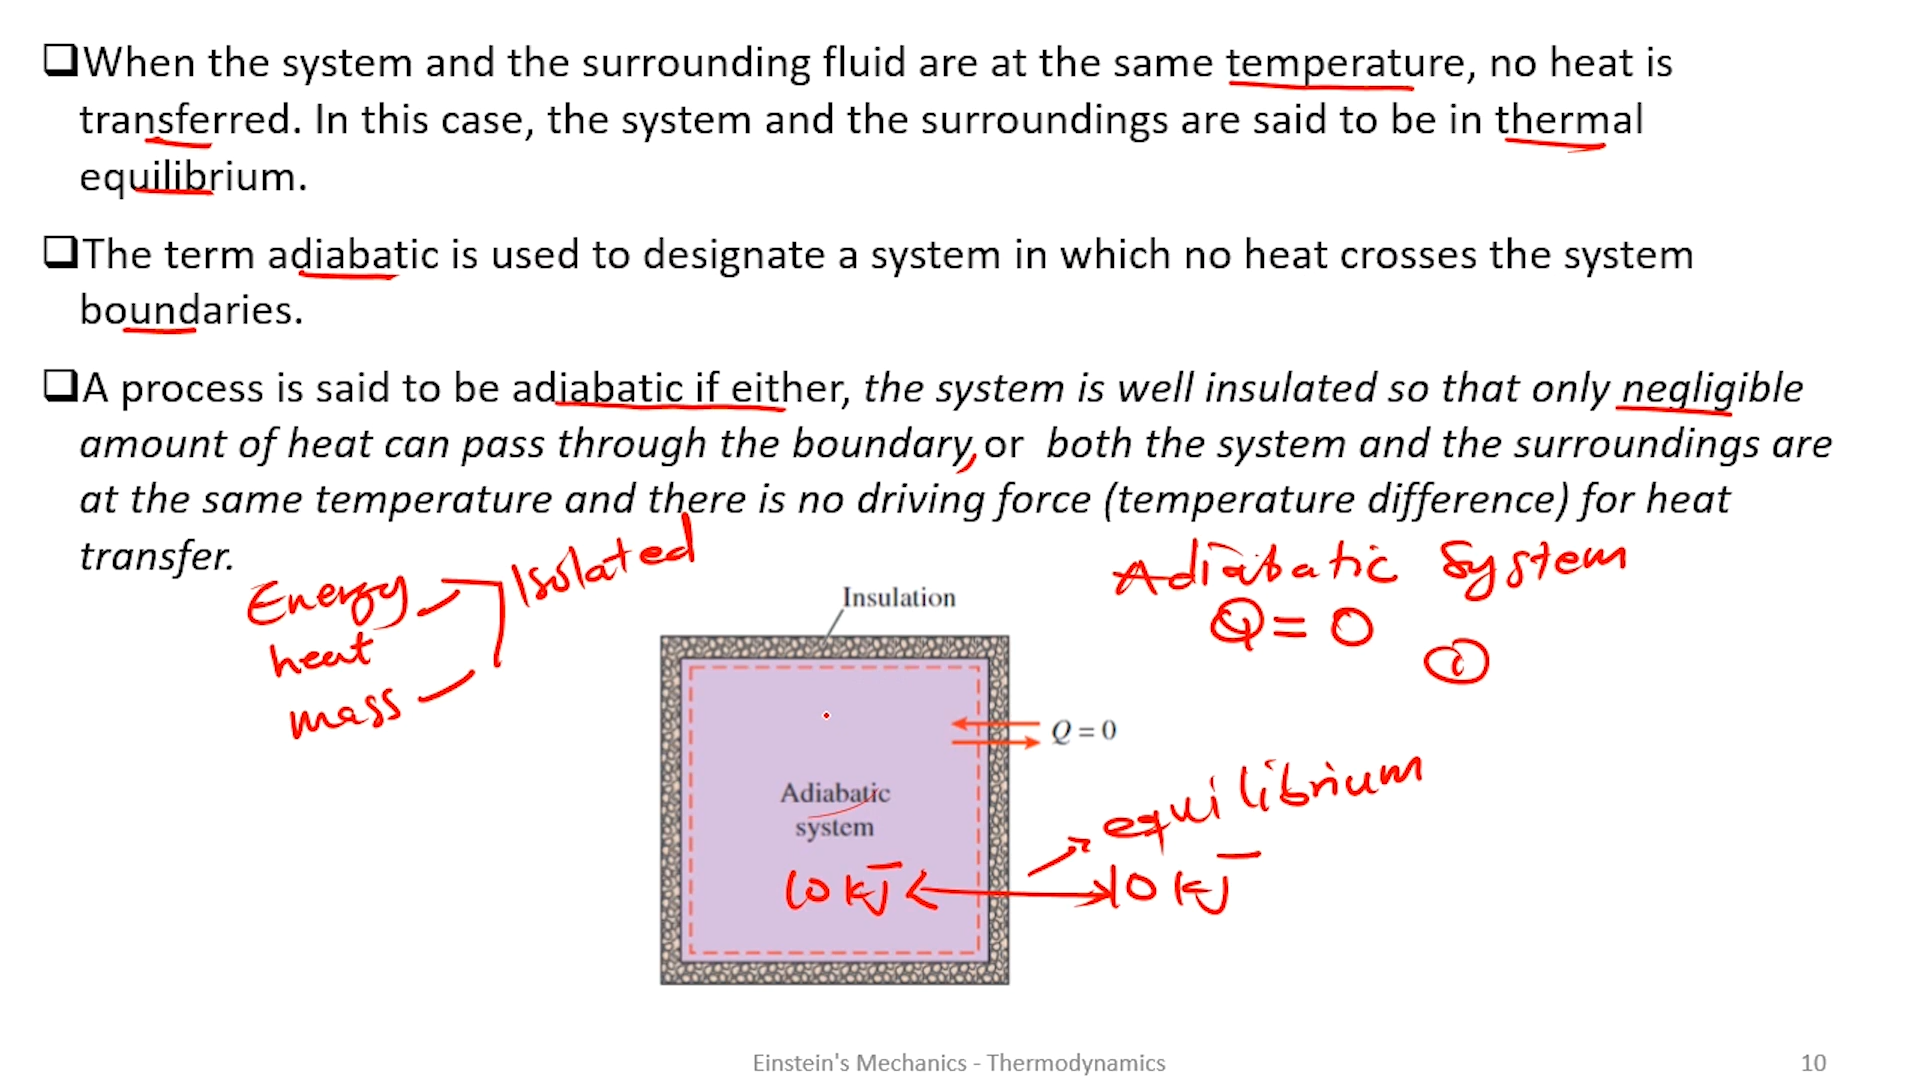 When the system and the surrounding fluid are at the same temperature, no heat is
transferred. In this case, the system and the surroundings are said to be in thermal
equilibrium.
The term adiabatic is used to designate a system in which no heat crosses the system
boundaries.
A process is said to be adiabatic if either, the system is well insulated so that only negligible
amount of heat can pass through the boundary, or both the system and the surroundings are
at the same temperature and there is no driving force (temperature difference) for heat
transfer.
Energy
heat
mass
Isolated
Insulation
Adiabatic System
Q = 0
1
Q = 0
Adiabatic
system
equilibrium
10 kJ
10 kJ
Einstein's Mechanics - Thermodynamics
10